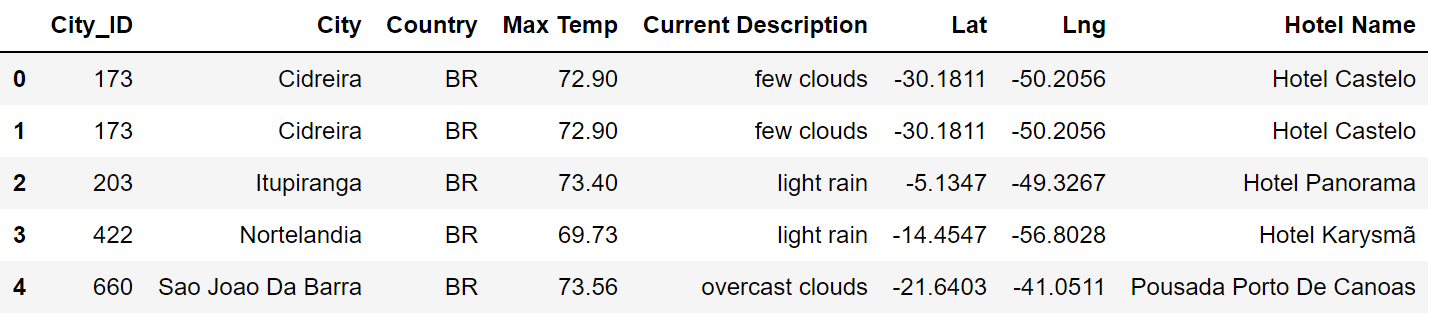 City_ID City Country Max Temp Current Description Lat Lng Hotel Name
0 173 Cidreira BR 72.90 few clouds -30.1811 -50.2056 Hotel Castelo
1 173 Cidreira BR 72.90 few clouds -30.1811 -50.2056 Hotel Castelo
2 203 Itupiranga BR 73.40 light rain -5.1347 -49.3267 Hotel Panorama
3 422 Nortelandia BR 69.73 light rain -14.4547 -56.8028 Hotel Karysmã
4 660 Sao Joao Da Barra BR 73.56 overcast clouds -21.6403 -41.0511 Pousada Porto De Canoas